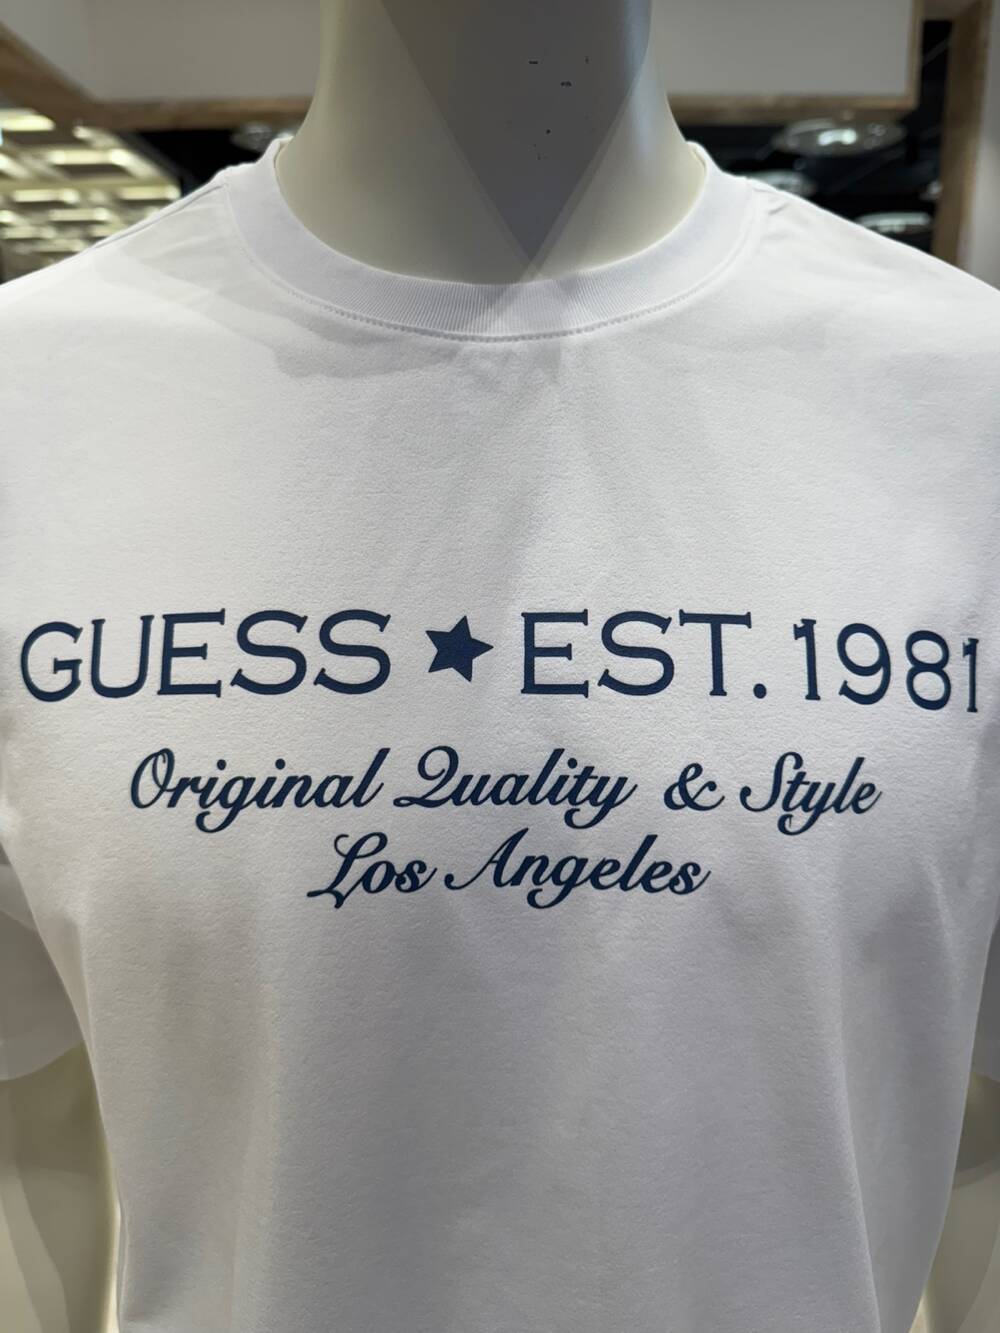 GUESS ★ EST. 1981
Original Quality & Style
Los Angeles